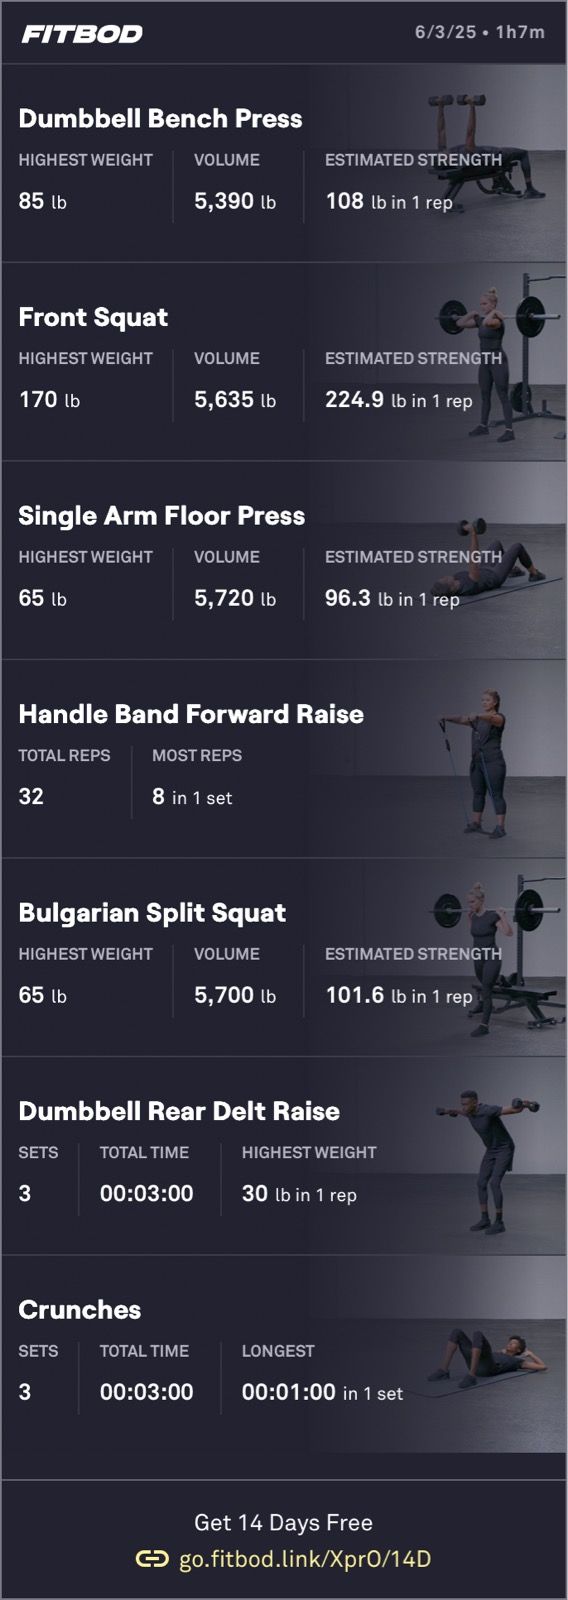 FITBOD 6/3/25 • 1h7m
Dumbbell Bench Press
HIGHEST WEIGHT VOLUME ESTIMATED STRENGTH
85 lb 5,390 lb 108 lb in 1 rep
Front Squat
HIGHEST WEIGHT VOLUME ESTIMATED STRENGTH
170 lb 5,635 lb 224.9 lb in 1 rep
Single Arm Floor Press
HIGHEST WEIGHT VOLUME ESTIMATED STRENGTH
65 lb 5,720 lb 96.3 lb in 1 rep
Handle Band Forward Raise
TOTAL REPS MOST REPS
32 8 in 1 set
Bulgarian Split Squat
HIGHEST WEIGHT VOLUME ESTIMATED STRENGTH
65 lb 5,700 lb 101.6 lb in 1 rep
Dumbbell Rear Delt Raise
SETS TOTAL TIME HIGHEST WEIGHT
3 00:03:00 30 lb in 1 rep
Crunches
SETS TOTAL TIME LONGEST
3 00:03:00 00:01:00 in 1 set
Get 14 Days Free
go.fitbod.link/XprO/14D